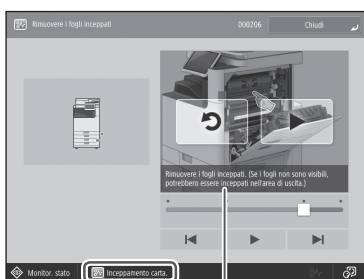 Rimuovere i fogli inceppati
000206
Chiudi
Rimuovere i fogli inceppati. (Se i fogli non sono visibili,
potrebbero essere inceppati nell'area di uscita.)
Monitor. stato
Inceppamento carta.